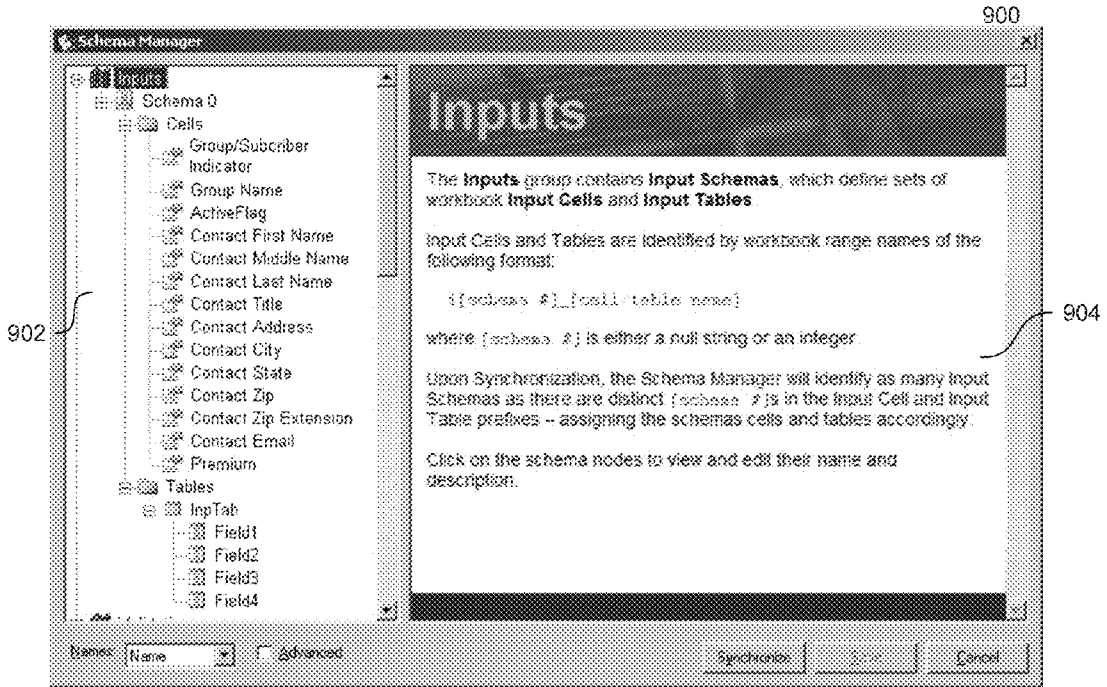 900
Schema Manager
Inputs
Schema 0
Cells
Group/Subcriber
Indicator
Group Name
ActiveFlag
Contact First Name
Contact Middle Name
Contact Last Name
Contact Title
Contact Address
Contact City
Contact State
Contact Zip
Contact Zip Extension
Contact Email
Premium
Tables
InpTab
Field1
Field2
Field3
Field4
902
Inputs
The Inputs group contains Input Schemas, which define sets of
workbook Input Cells and Input Tables.
Input Cells and Tables are identified by workbook range names of the
following format:
i[schema #]_[cell/table name]
where [schema #] is either a null string or an integer.
Upon Synchronization, the Schema Manager will identify as many Input
Schemas as there are distinct [schema #]s in the Input Cell and Input
Table prefixes -- assigning the schemas cells and tables accordingly.
Click on the schema nodes to view and edit their name and
description.
904
Names: Name Advanced
Synchronize Cancel